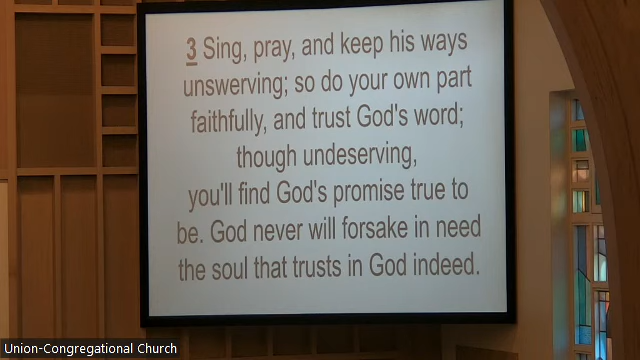 3 Sing, pray, and keep his ways
unswerving; so do your own part
faithfully, and trust God's word;
though undeserving,
you'll find God's promise true to
be. God never will forsake in need
the soul that trusts in God indeed.
Union-Congregational Church